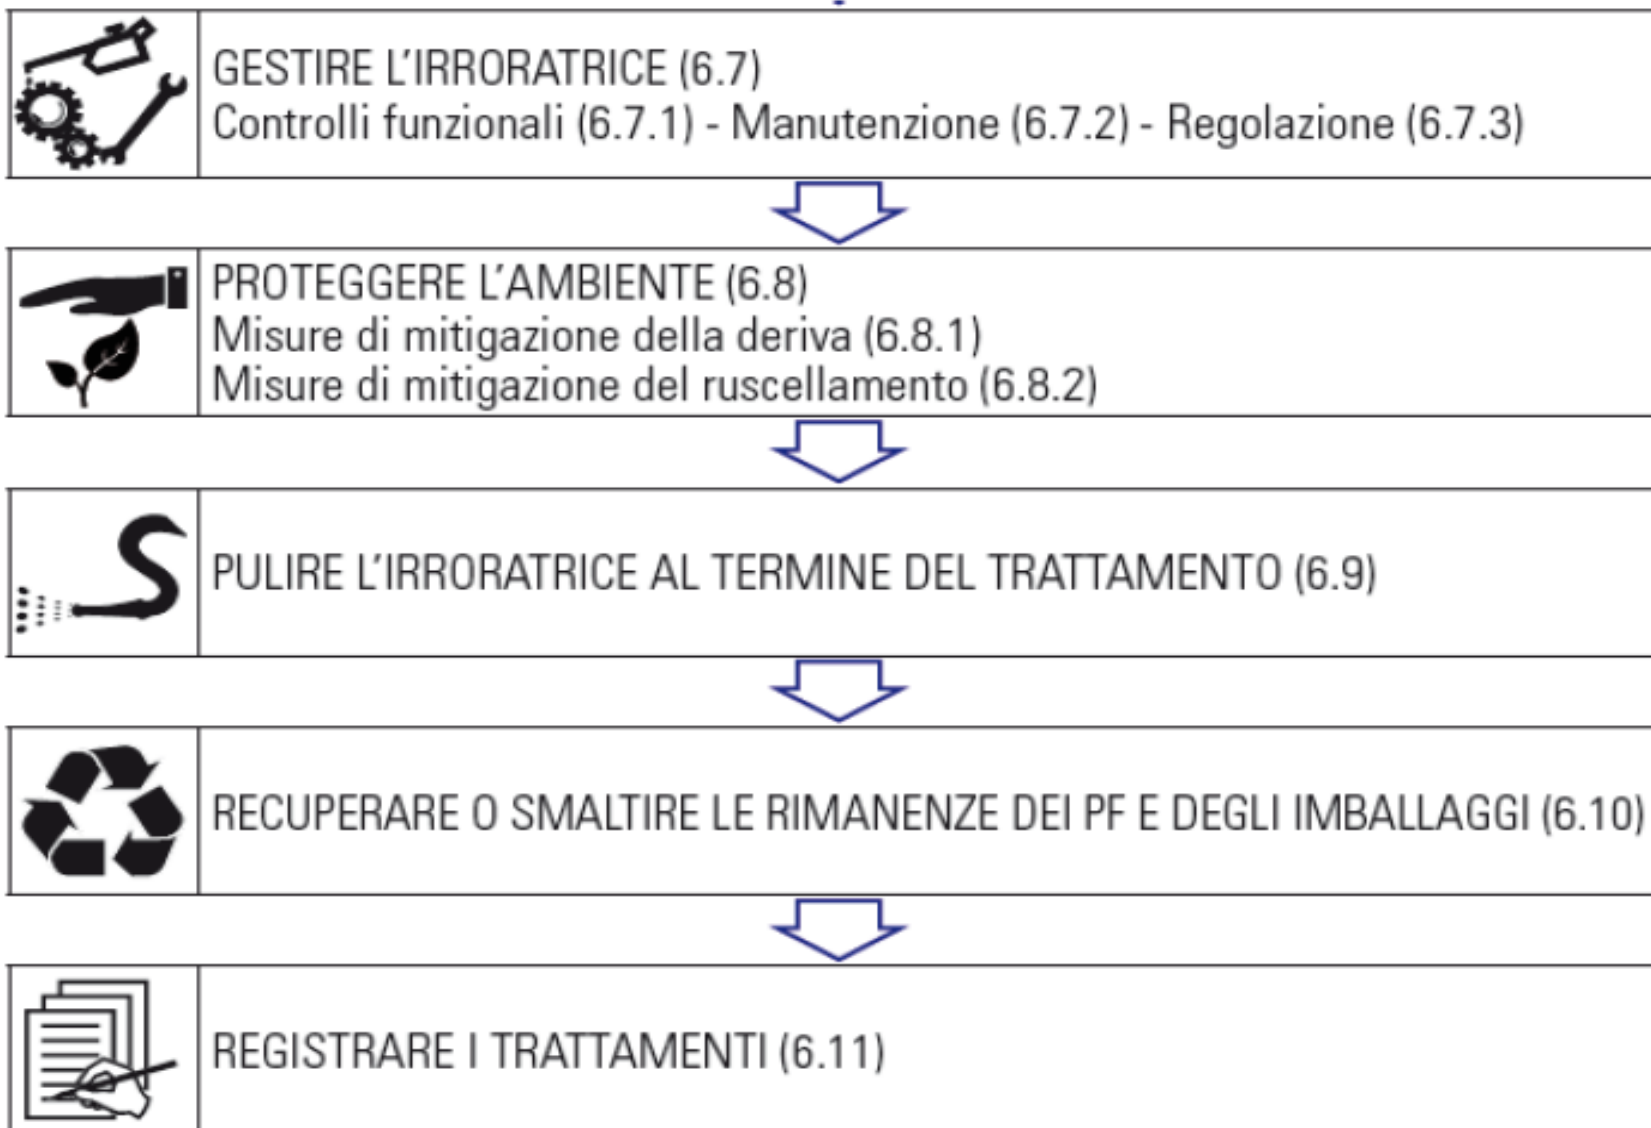 GESTIRE L'IRRORATRICE (6.7)
Controlli funzionali (6.7.1) - Manutenzione (6.7.2) - Regolazione (6.7.3)
PROTEGGERE L'AMBIENTE (6.8)
Misure di mitigazione della deriva (6.8.1)
Misure di mitigazione del ruscellamento (6.8.2)
PULIRE L'IRRORATRICE AL TERMINE DEL TRATTAMENTO (6.9)
RECUPERARE O SMALTIRE LE RIMANENZE DEI PF E DEGLI IMBALLAGGI (6.10)
REGISTRARE I TRATTAMENTI (6.11)